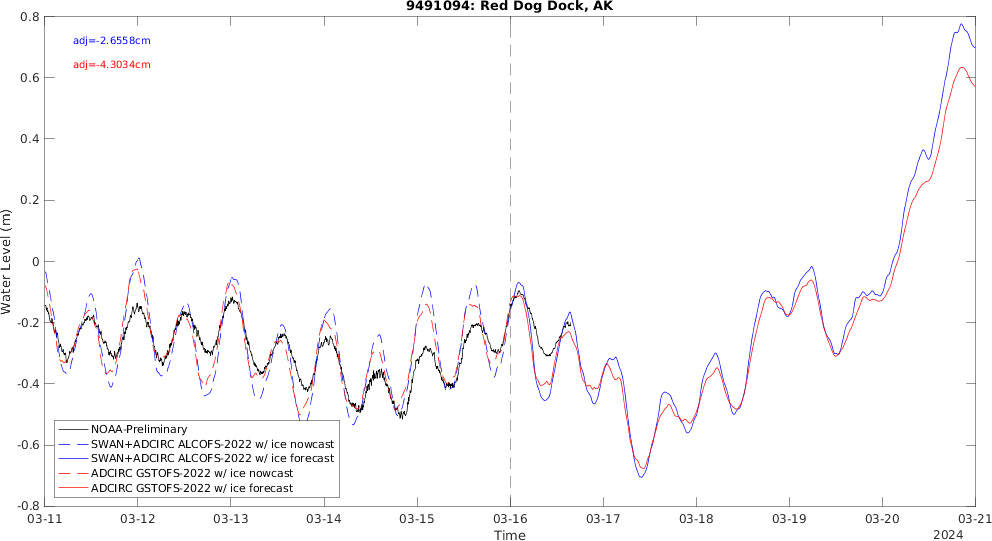 9491094: Red Dog Dock, AK
adj=-2.6558cm
adj=-4.3034cm
Water Level (m)
0.8
0.6
0.4
0.2
0
-0.2
-0.4
-0.6
-0.8
NOAA-Preliminary
SWAN+ADCIRC ALCOFS-2022 w/ ice nowcast
SWAN+ADCIRC ALCOFS-2022 w/ ice forecast
ADCIRC GSTOFS-2022 w/ ice nowcast
ADCIRC GSTOFS-2022 w/ ice forecast
03-11 03-12 03-13 03-14 03-15 03-16 03-17 03-18 03-19 03-20 03-21
Time
2024